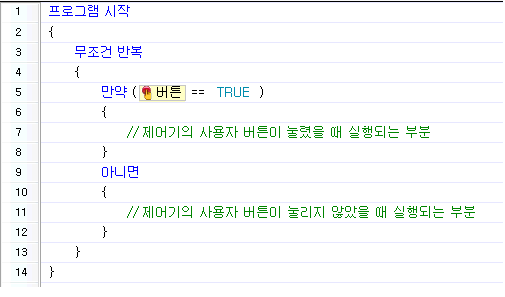 1 프로그램 시작
2 {
3 무조건 반복
4 {
5 만약 ( 버튼 == TRUE )
6 {
7 //제어기의 사용자 버튼이 눌렸을 때 실행되는 부분
8 }
9 아니면
10 {
11 //제어기의 사용자 버튼이 눌리지 않았을 때 실행되는 부분
12 }
13 }
14 }